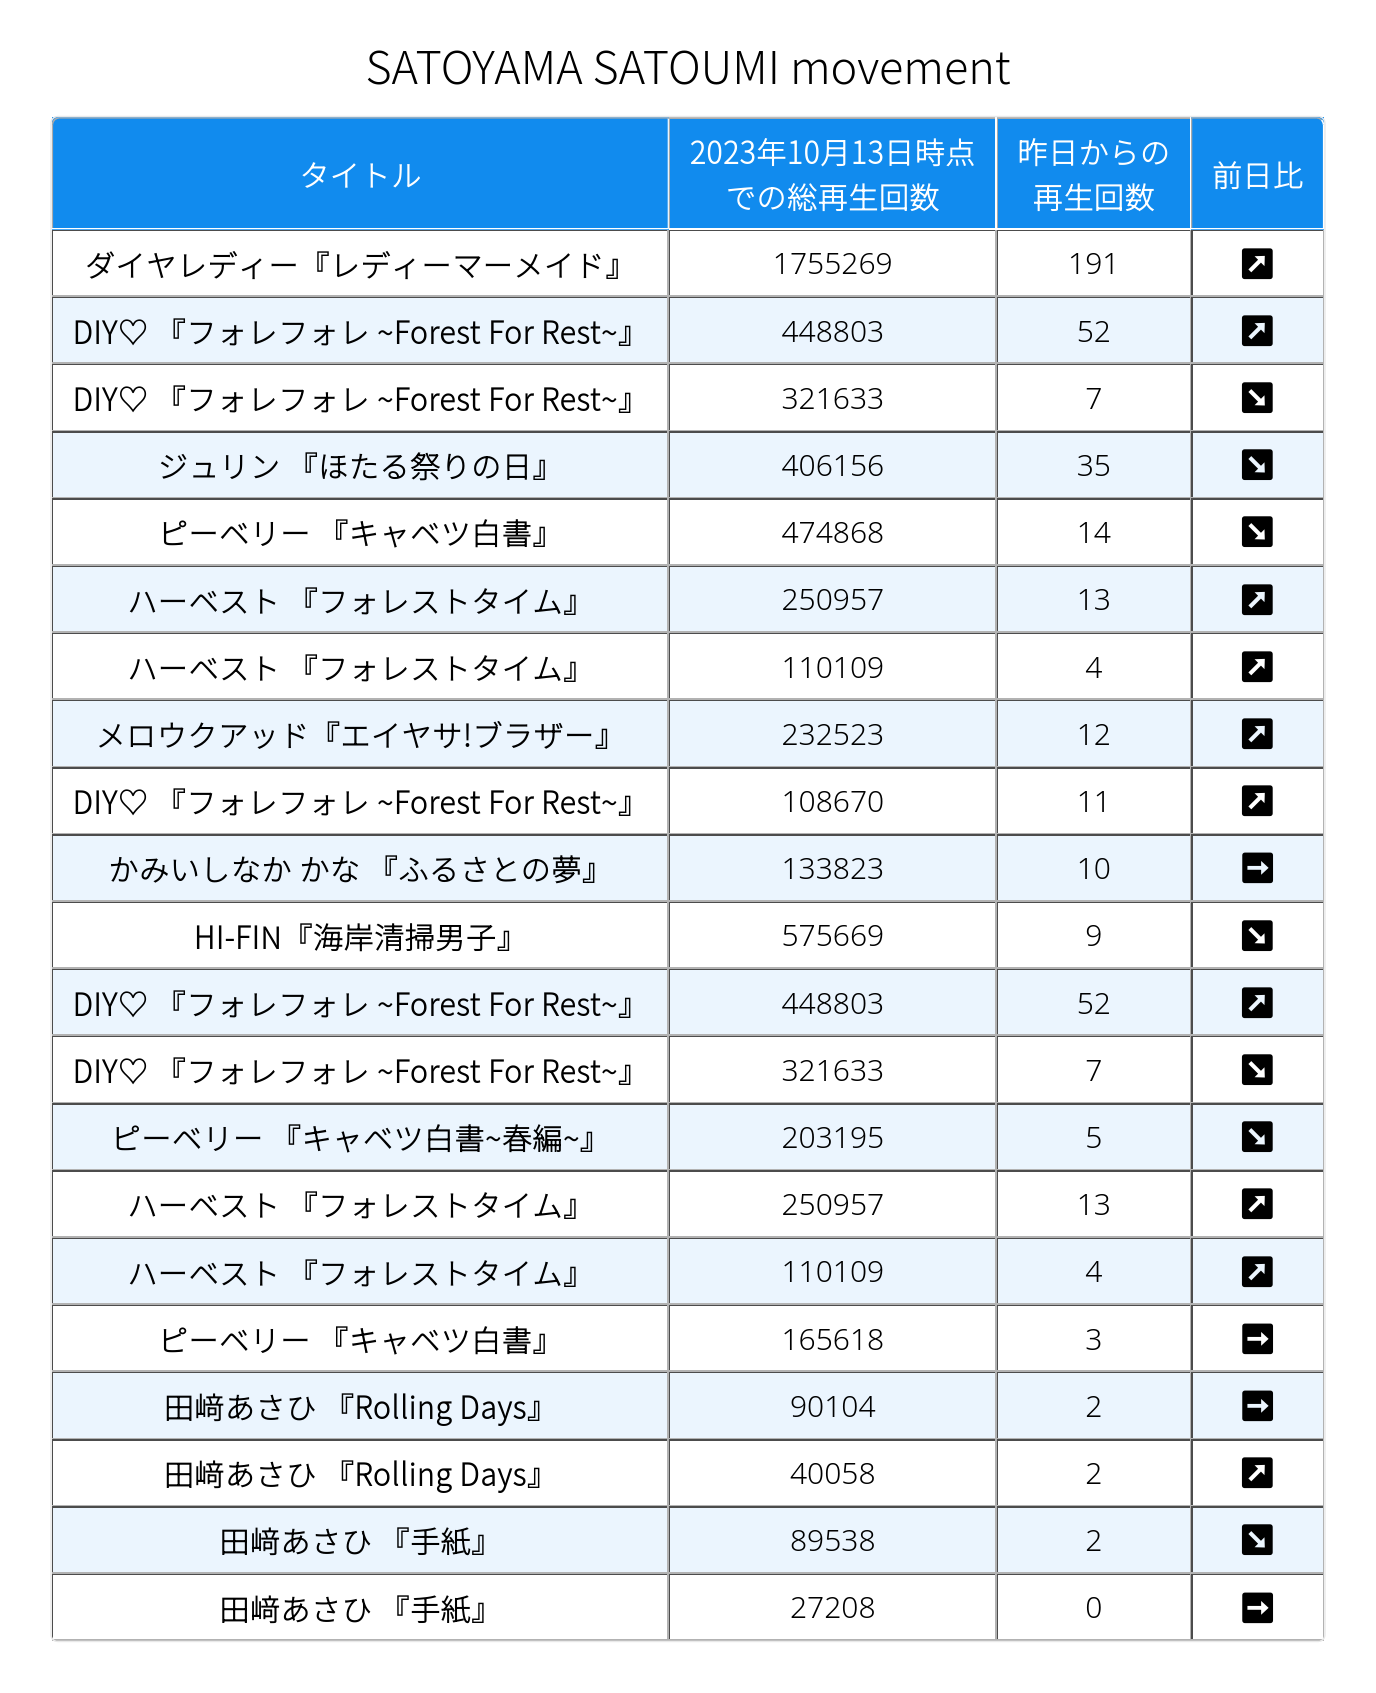 SATOYAMA SATOUMI movement
タイトル 2023年10月13日時点での総再生回数 昨日からの再生回数 前日比
ダイヤレディー『レディーマーメイド』 1755269 191 ↗
DIY♡ 『フォレフォレ ~Forest For Rest~』 448803 52 ↗
DIY♡ 『フォレフォレ ~Forest For Rest~』 321633 7 ↘
ジュリン 『ほたる祭りの日』 406156 35 ↘
ピーベリー 『キャベツ白書』 474868 14 ↘
ハーベスト 『フォレストタイム』 250957 13 ↗
ハーベスト 『フォレストタイム』 110109 4 ↗
メロウクアッド『エイヤサ!ブラザー』 232523 12 ↗
DIY♡ 『フォレフォレ ~Forest For Rest~』 108670 11 ↗
かみいしなか かな 『ふるさとの夢』 133823 10 →
HI-FIN『海岸清掃男子』 575669 9 ↘
DIY♡ 『フォレフォレ ~Forest For Rest~』 448803 52 ↗
DIY♡ 『フォレフォレ ~Forest For Rest~』 321633 7 ↘
ピーベリー 『キャベツ白書~春編~』 203195 5 ↘
ハーベスト 『フォレストタイム』 250957 13 ↗
ハーベスト 『フォレストタイム』 110109 4 ↗
ピーベリー 『キャベツ白書』 165618 3 →
田﨑あさひ 『Rolling Days』 90104 2 →
田﨑あさひ 『Rolling Days』 40058 2 ↗
田﨑あさひ 『手紙』 89538 2 ↘
田﨑あさひ 『手紙』 27208 0 →